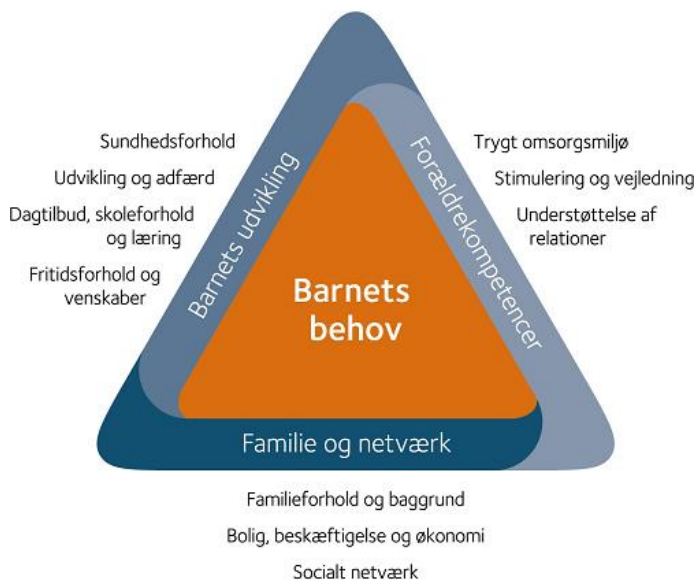 Sundhedsforhold
Udvikling og adfærd
Dagtilbud, skoleforhold
og læring
Fritidsforhold og
venskaber
Barnets udvikling
Forældrekompetencer
Trygt omsorgsmiljø
Stimulering og vejledning
Understøttelse af
relationer
Barnets
behov
Familie og netværk
Familieforhold og baggrund
Bolig, beskæftigelse og økonomi
Socialt netværk